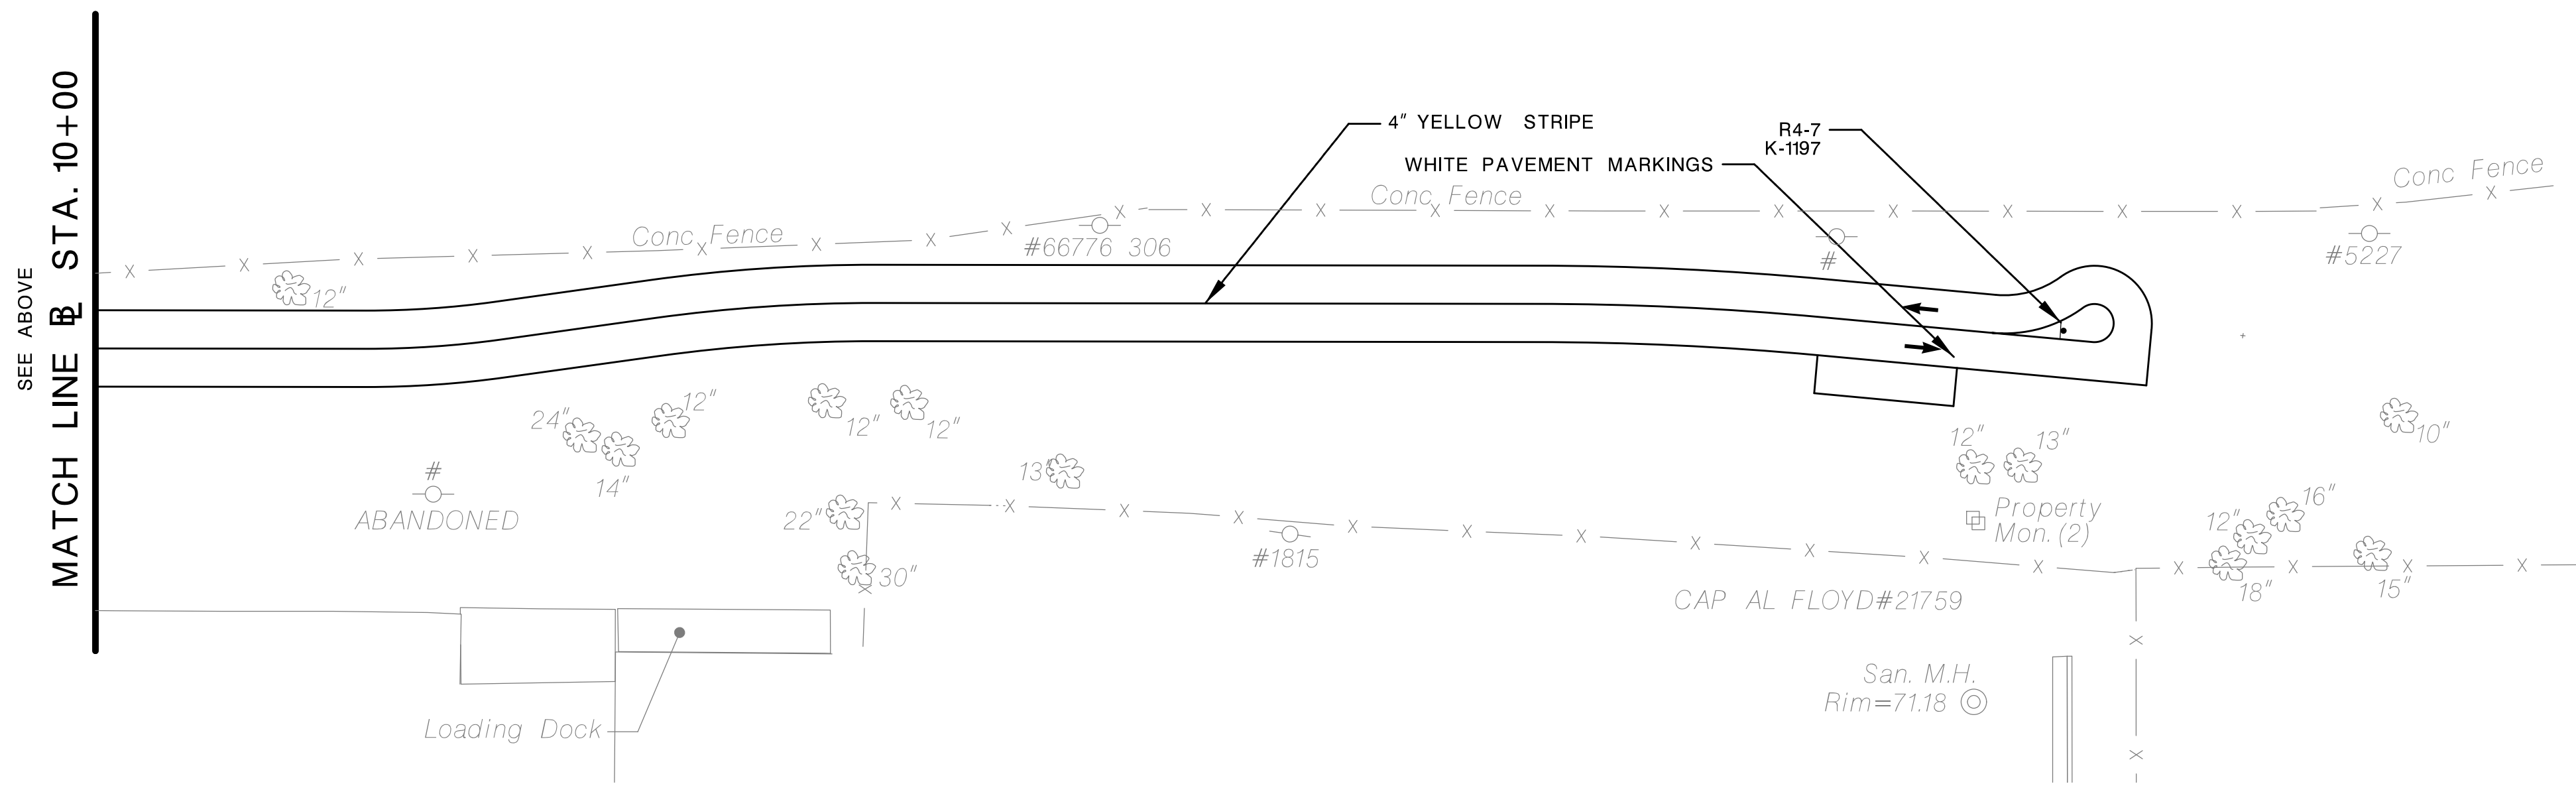 SEE ABOVE
MATCH LINE BL STA. 10+00
4" YELLOW STRIPE
WHITE PAVEMENT MARKINGS
R4-7
K-1197
Conc Fence
Conc Fence
Conc Fence
#66776 306
#
#5227
12"
24"
14"
12"
12"
12"
13"
22"
30"
#
ABANDONED
#1815
12"
13"
10"
Property
Mon.(2)
16"
12"
18"
15"
CAP AL FLOYD#21759
San. M.H.
Rim=71.18
Loading Dock